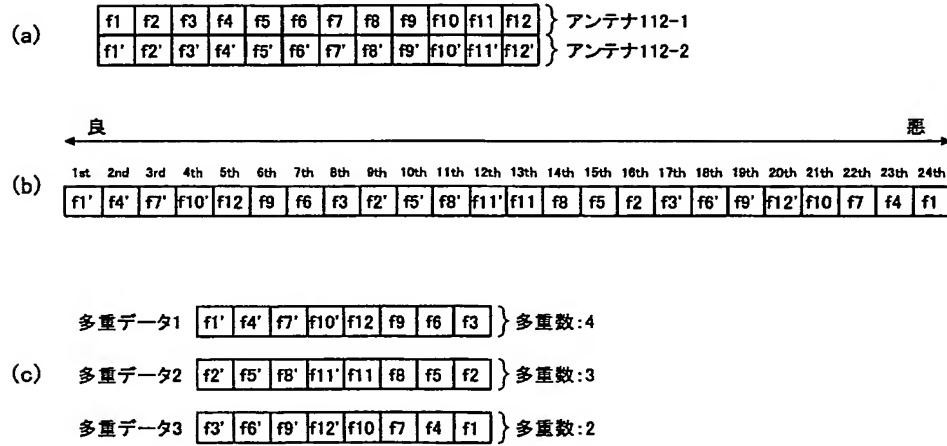 (a)
f1 f2 f3 f4 f5 f6 f7 f8 f9 f10 f11 f12 アンテナ112-1
f1' f2' f3' f4' f5' f6' f7' f8' f9' f10' f11' f12' アンテナ112-2
良 悪
1st 2nd 3rd 4th 5th 6th 7th 8th 9th 10th 11th 12th 13th 14th 15th 16th 17th 18th 19th 20th 21th 22th 23th 24th
(b)
f1' f4' f7' f10' f12 f9 f6 f3 f2' f5' f8' f11' f11 f8 f5 f2 f3' f6' f9' f12' f10 f7 f4 f1
多重データ1 f1' f4' f7' f10' f12 f9 f6 f3 多重数:4
(c) 多重データ2 f2' f5' f8' f11' f11 f8 f5 f2 多重数:3
多重データ3 f3' f6' f9' f12' f10 f7 f4 f1 多重数:2